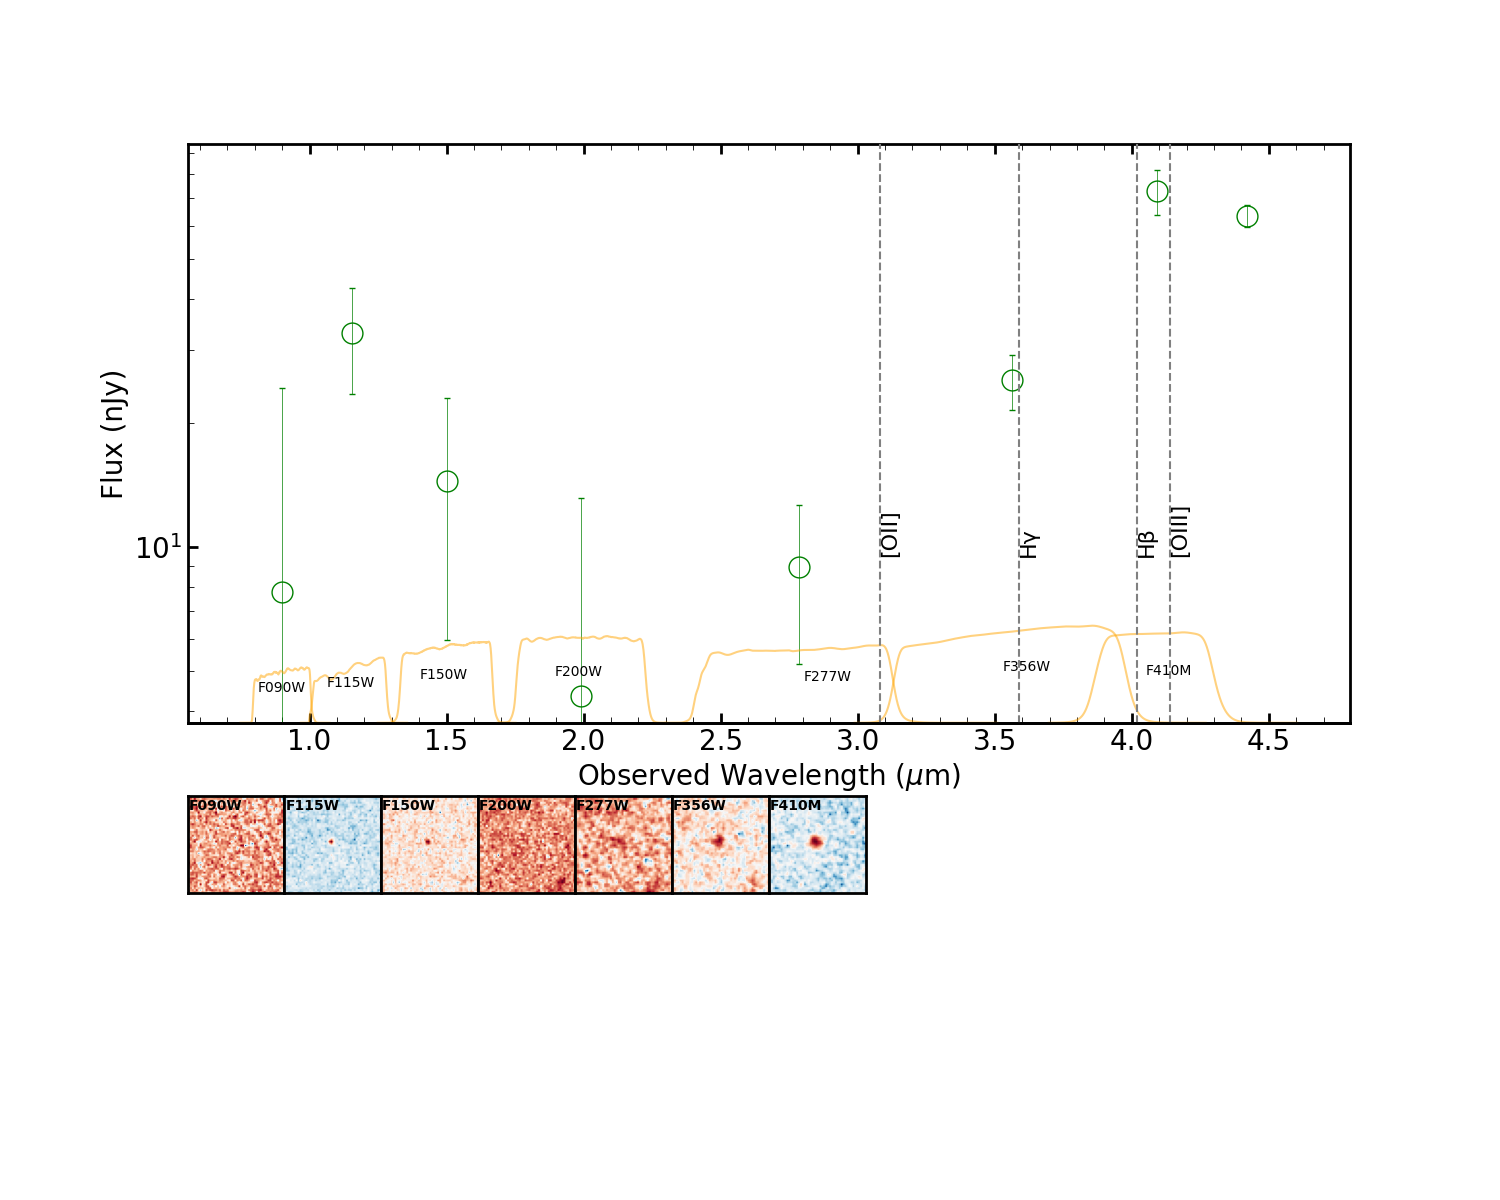 Flux (nJy)
10¹
[OII]
Hγ
Hβ
[OIII]
F090W
F115W
F150W
F200W
F277W
F356W
F410M
1.0 1.5 2.0 2.5 3.0 3.5 4.0 4.5
Observed Wavelength (μm)
F090W F115W F150W F200W F277W F356W F410M